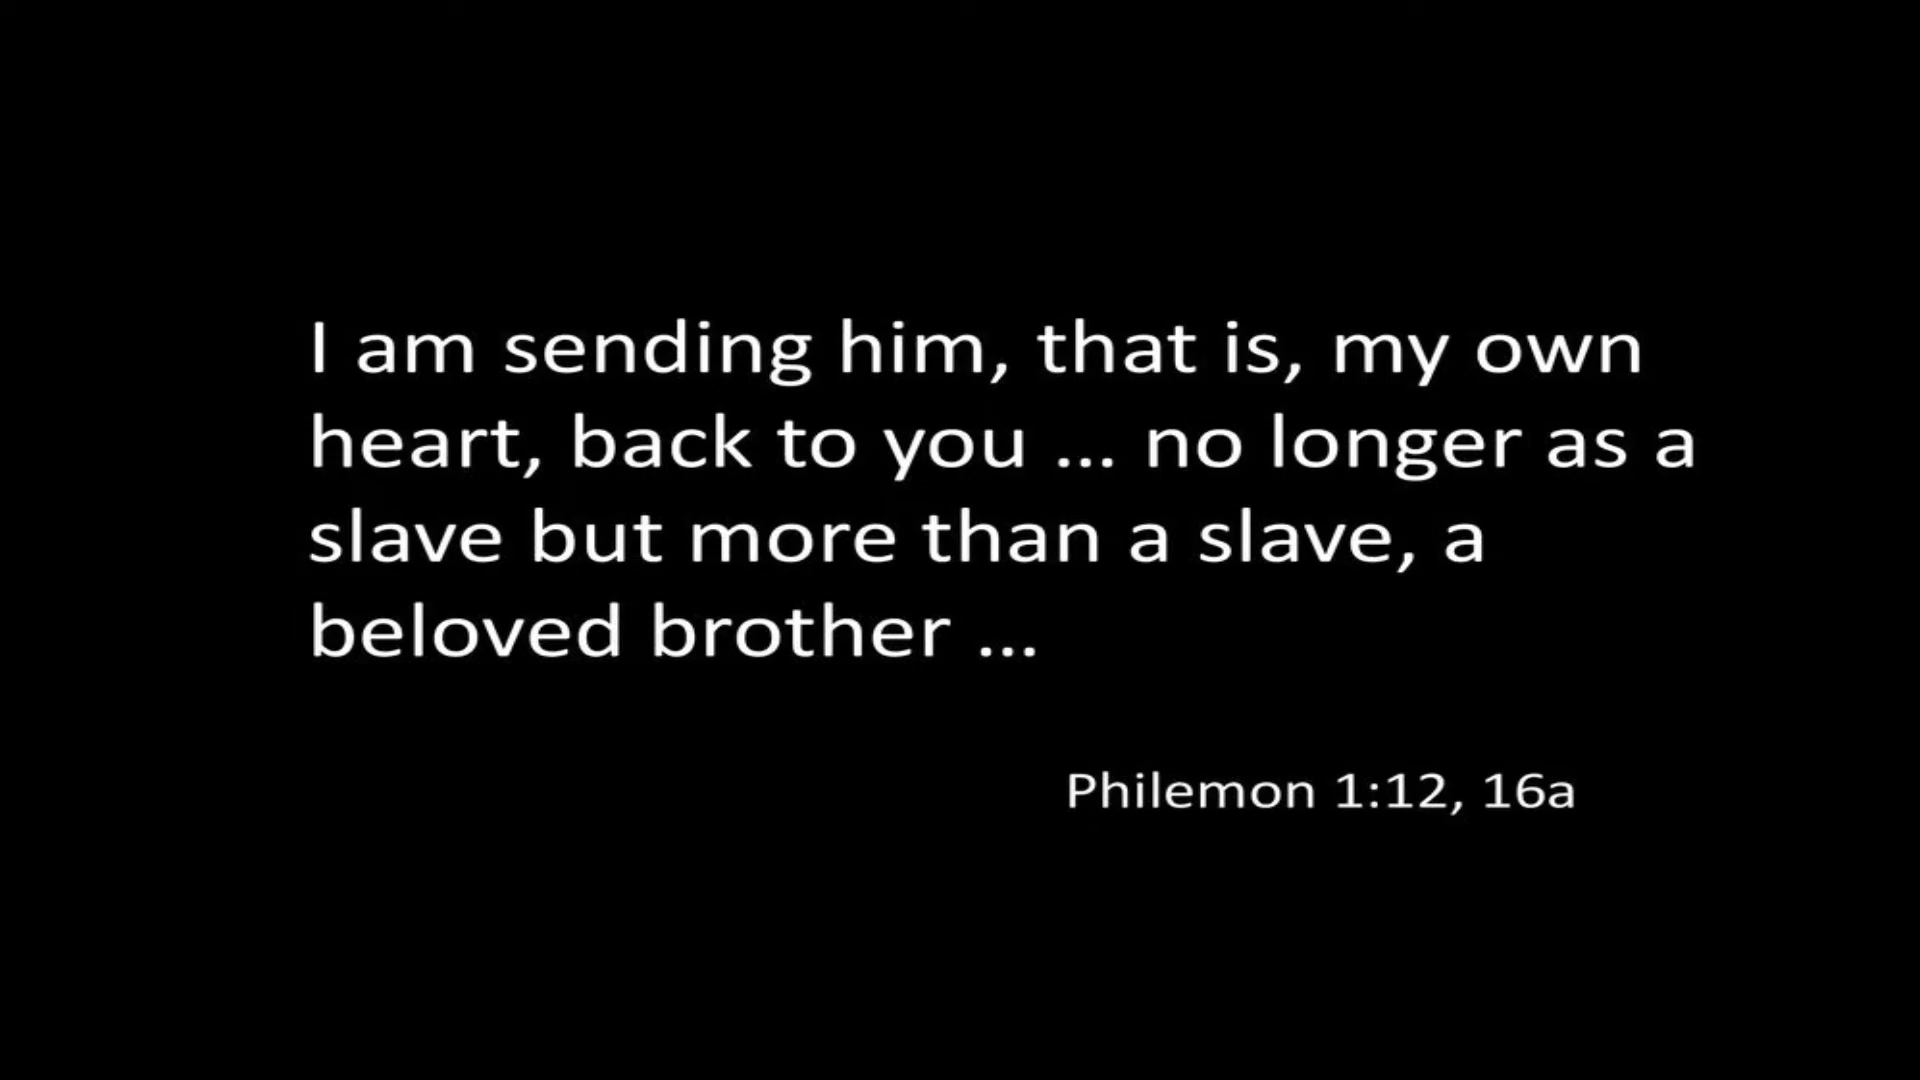 I am sending him, that is, my own
heart, back to you ... no longer as a
slave but more than a slave, a
beloved brother ...
Philemon 1:12, 16a